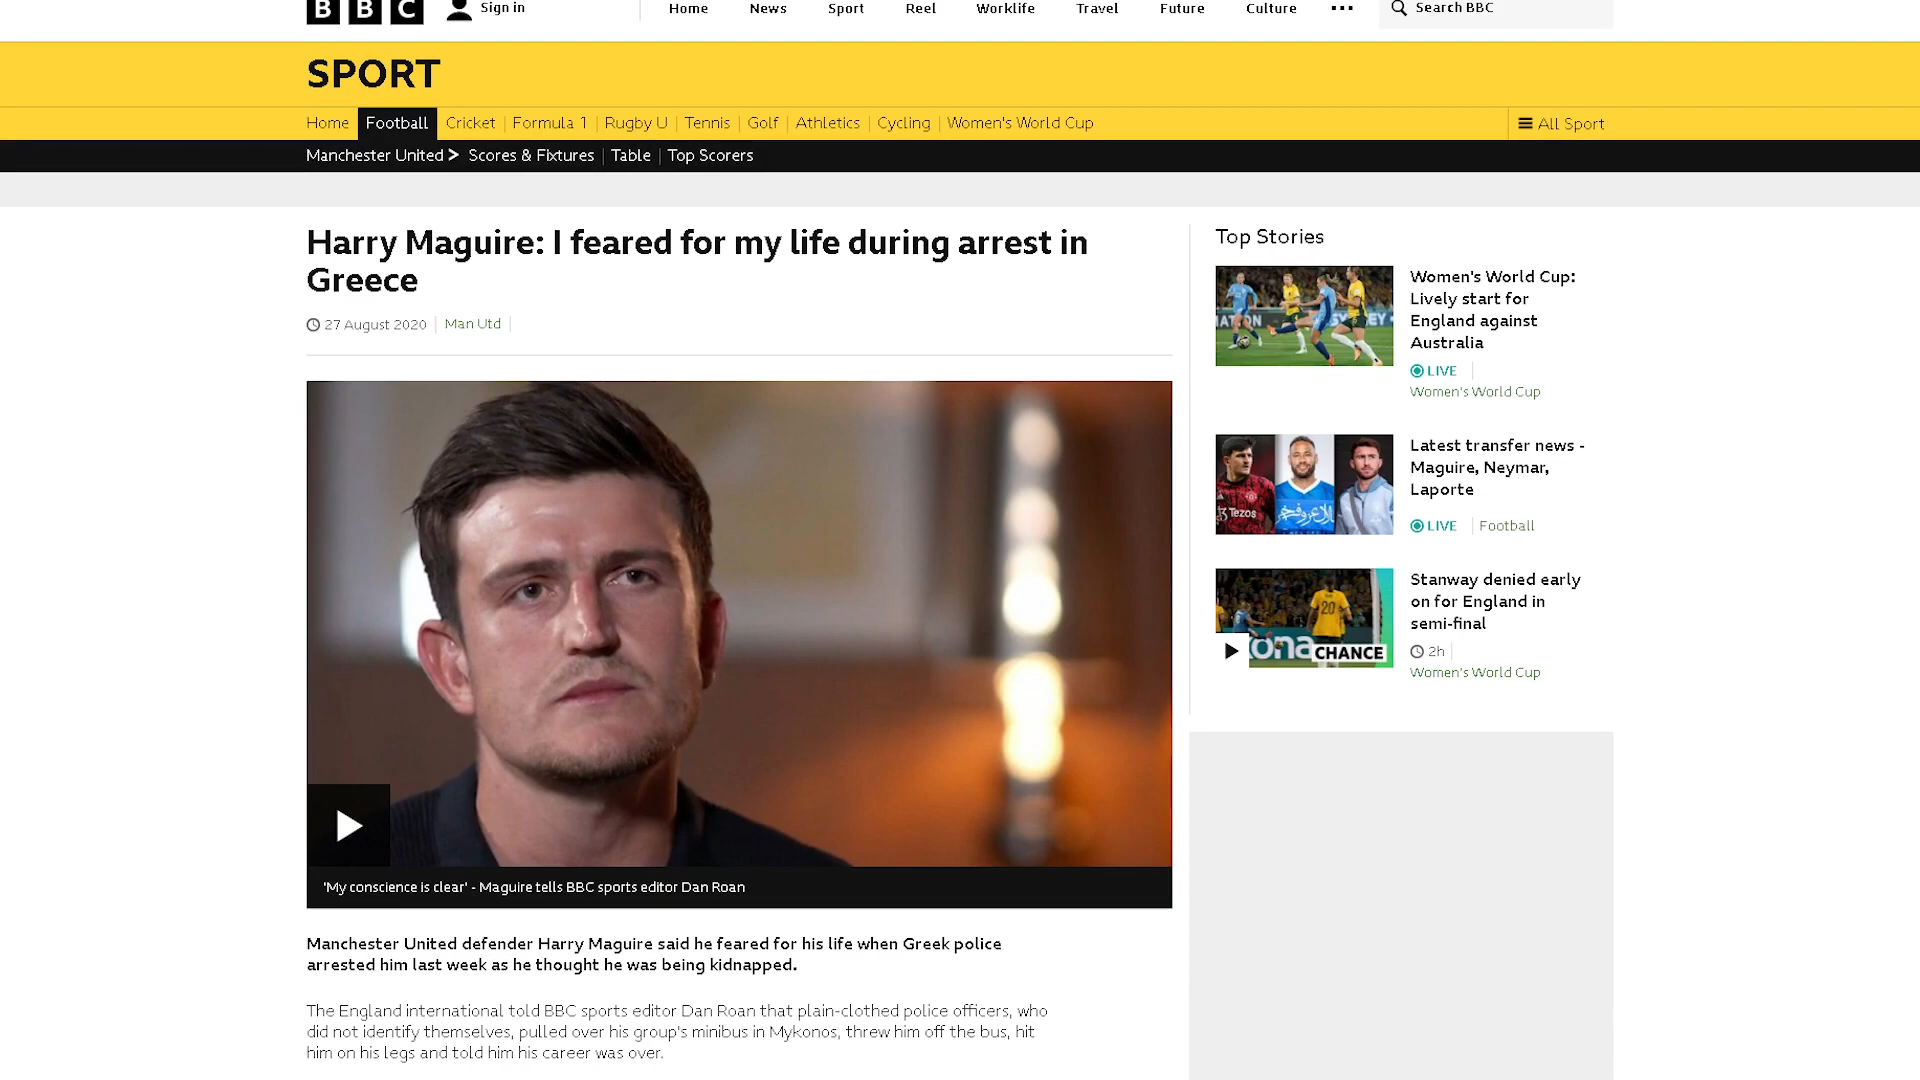 BBC
Sign in
Home
News
Sport
Reel
Worklife
Travel
Future
Culture
Search BBC
SPORT
Home
Football
Cricket
Formula 1
Rugby U
Tennis
Golf
Athletics
Cycling
Women's World Cup
All Sport
Manchester United
Scores & Fixtures
Table
Top Scorers
Harry Maguire: I feared for my life during arrest in
Greece
27 August 2020
Man Utd
'My conscience is clear' - Maguire tells BBC sports editor Dan Roan
Manchester United defender Harry Maguire said he feared for his life when Greek police
arrested him last week as he thought he was being kidnapped.
The England international told BBC sports editor Dan Roan that plain-clothed police officers, who
did not identify themselves, pulled over his group's minibus in Mykonos, threw him off the bus, hit
him on his legs and told him his career was over.
Top Stories
Women's World Cup:
Lively start for
England against
Australia
LIVE
Women's World Cup
Tezos
Latest transfer news -
Maguire, Neymar,
Laporte
LIVE
Football
20
CHANCE
Stanway denied early
on for England in
semi-final
2h
Women's World Cup